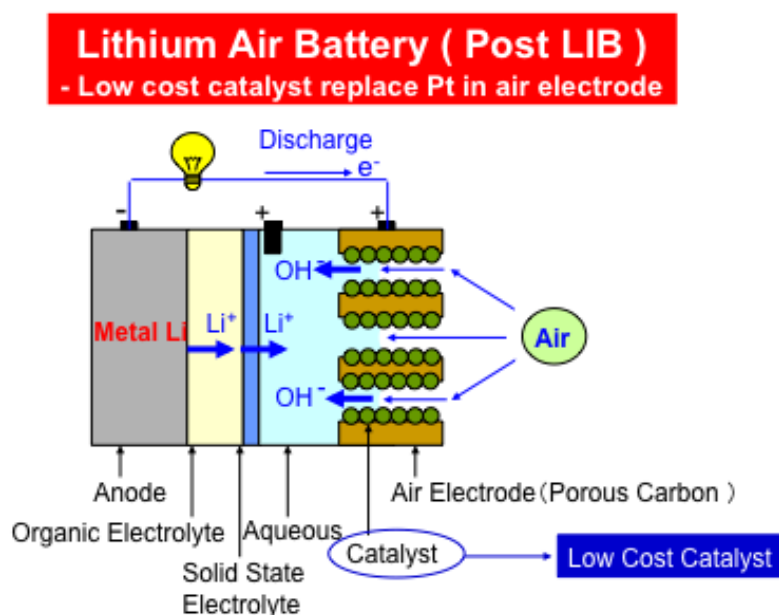 Lithium Air Battery ( Post LIB )
- Low cost catalyst replace Pt in air electrode
Discharge
e-
-
+
+
OH-
Metal Li
Li+
Li+
Air
OH-
Anode
Air Electrode (Porous Carbon )
Organic Electrolyte
Aqueous
Catalyst
Low Cost Catalyst
Solid State
Electrolyte